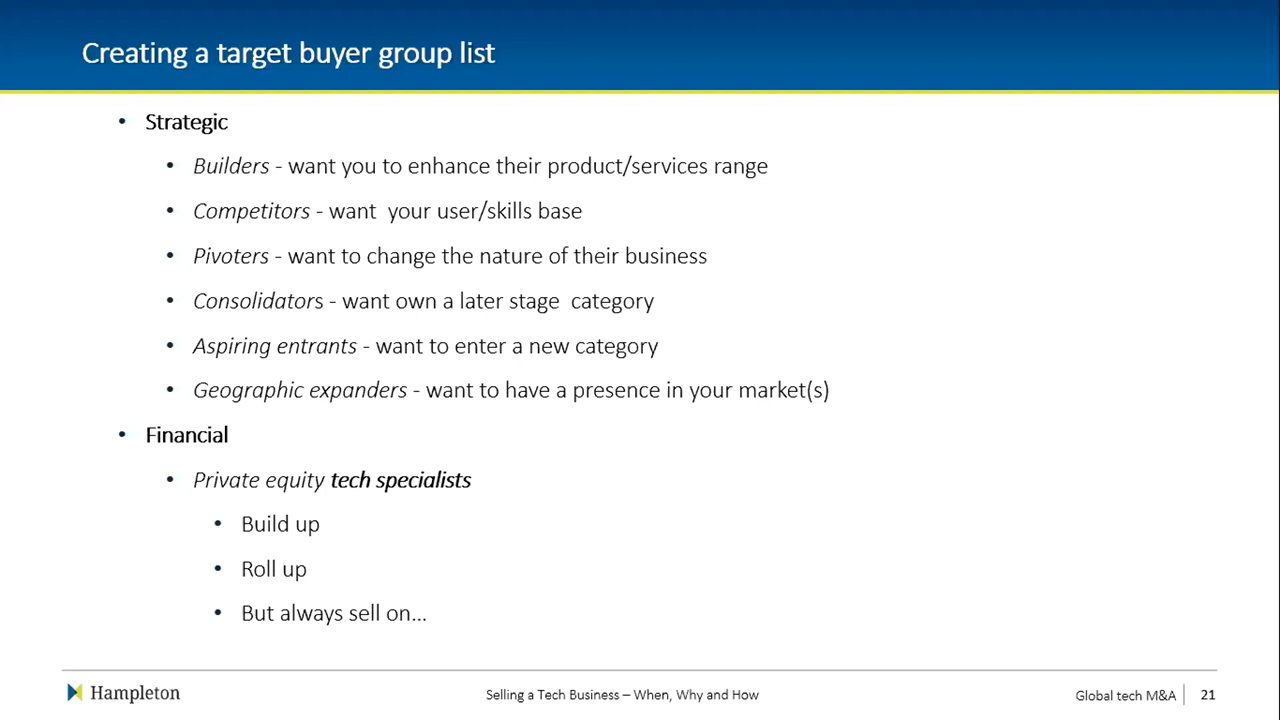 Creating a target buyer group list
• Strategic
• Builders - want you to enhance their product/services range
• Competitors - want  your user/skills base
• Pivoters - want to change the nature of their business
• Consolidators - want own a later stage  category
• Aspiring entrants - want to enter a new category
• Geographic expanders - want to have a presence in your market(s)
• Financial
• Private equity tech specialists
• Build up
• Roll up
• But always sell on...
Hampleton
Selling a Tech Business – When, Why and How
Global tech M&A
21